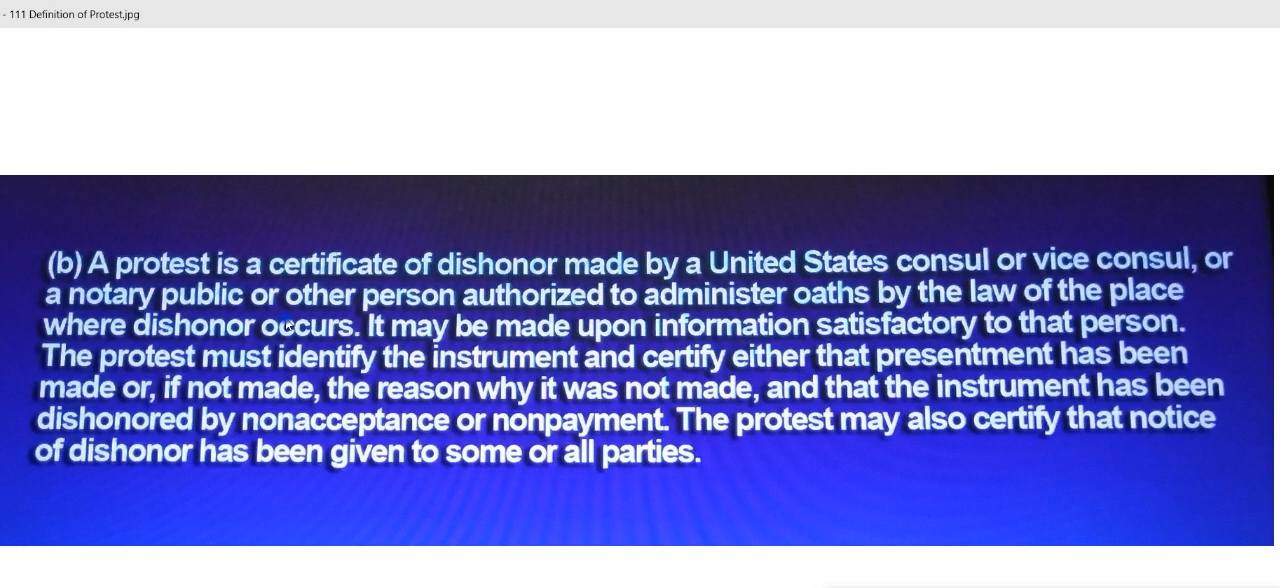 - 111 Definition of Protest.jpg
(b) A protest is a certificate of dishonor made by a United States consul or vice consul, or
a notary public or other person authorized to administer oaths by the law of the place
where dishonor occurs. It may be made upon information satisfactory to that person.
The protest must identify the instrument and certify either that presentment has been
made or, if not made, the reason why it was not made, and that the instrument has been
dishonored by nonacceptance or nonpayment. The protest may also certify that notice
of dishonor has been given to some or all parties.